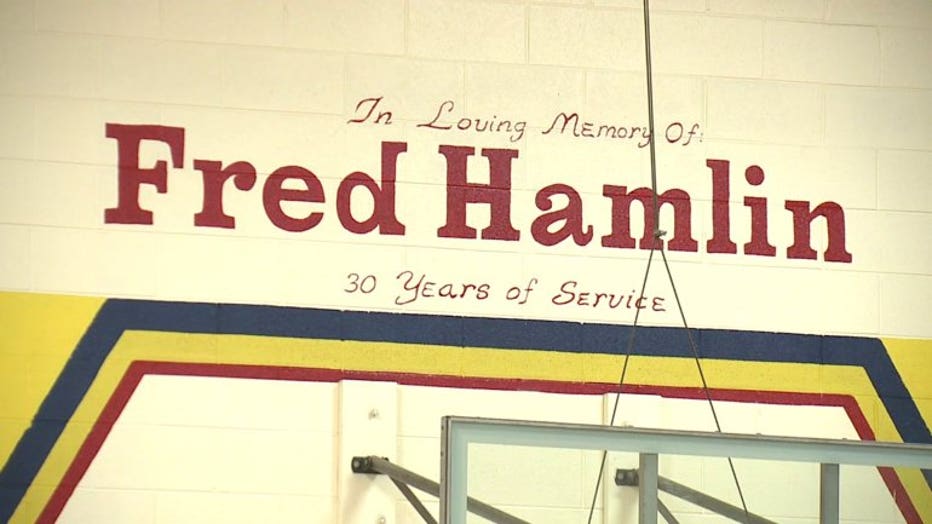 In Loving Memory Of:
Fred Hamlin
30 Years of Service